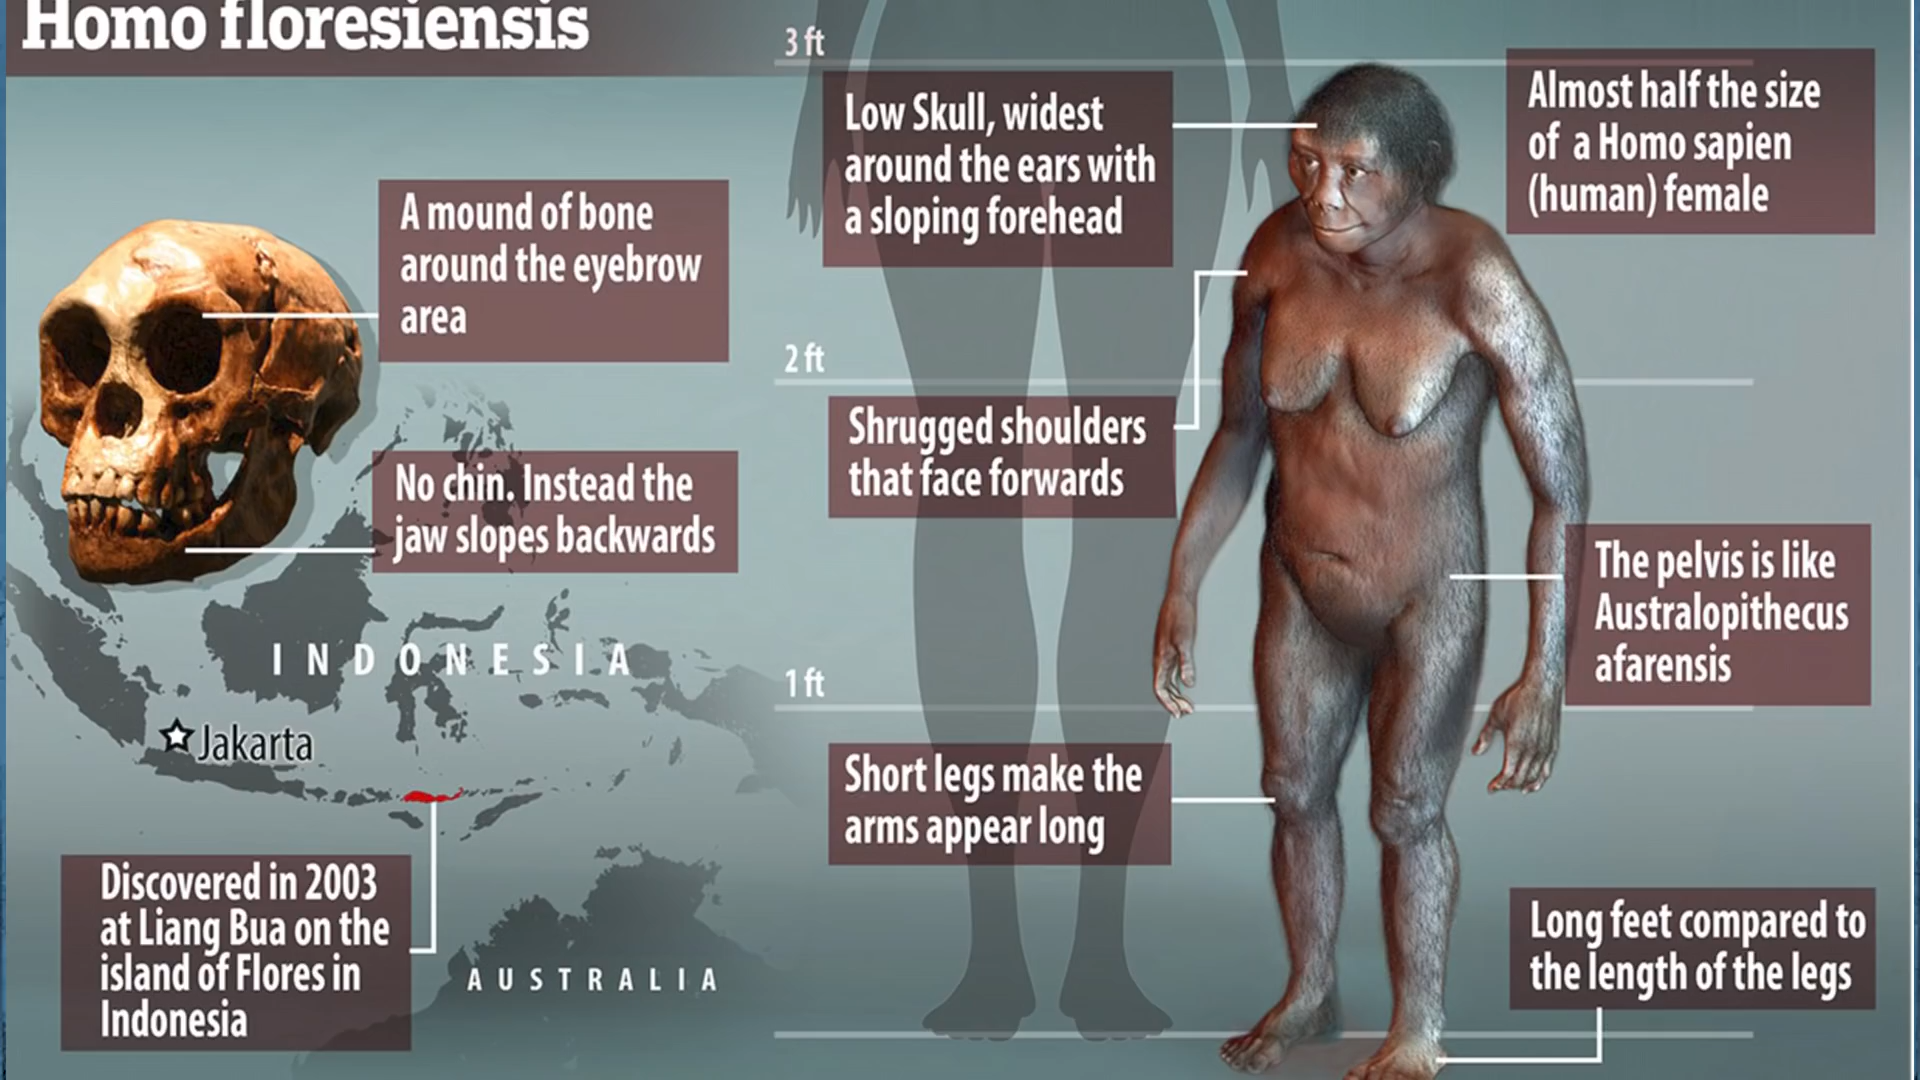 Homo floresiensis
A mound of bone
around the eyebrow
area
No chin. Instead the
jaw slopes backwards
INDONESIA
Jakarta
Discovered in 2003
at Liang Bua on the
island of Flores in
Indonesia
AUSTRALIA
3 ft
Low Skull, widest
around the ears with
a sloping forehead
2 ft
Shrugged shoulders
that face forwards
1 ft
Short legs make the
arms appear long
Almost half the size
of a Homo sapien
(human) female
The pelvis is like
Australopithecus
afarensis
Long feet compared to
the length of the legs